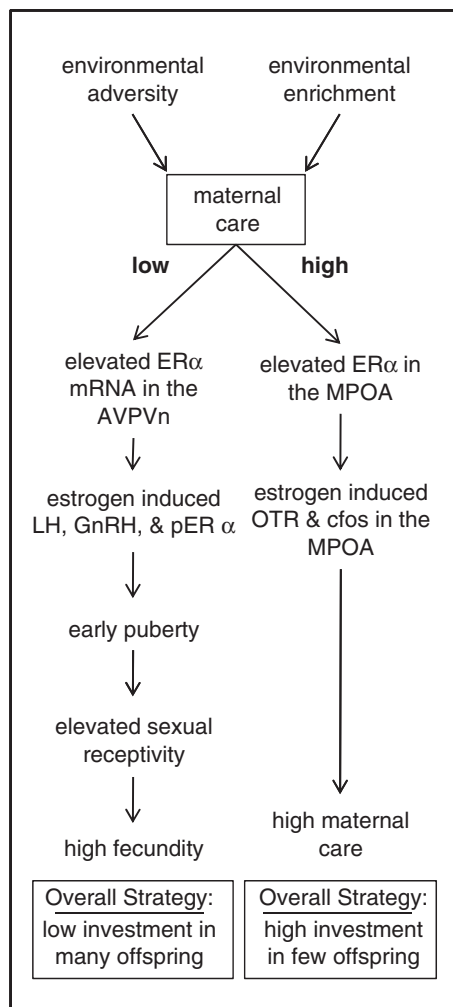 environmental
adversity
environmental
enrichment
maternal
care
low
high
elevated ERα
mRNA in the
AVPVn
elevated ERα in
the MPOA
estrogen induced
LH, GnRH, & pER α
estrogen induced
OTR & cfos in the
MPOA
early puberty
elevated sexual
receptivity
high fecundity
high maternal
care
Overall Strategy:
low investment in
many offspring
Overall Strategy:
high investment
in few offspring